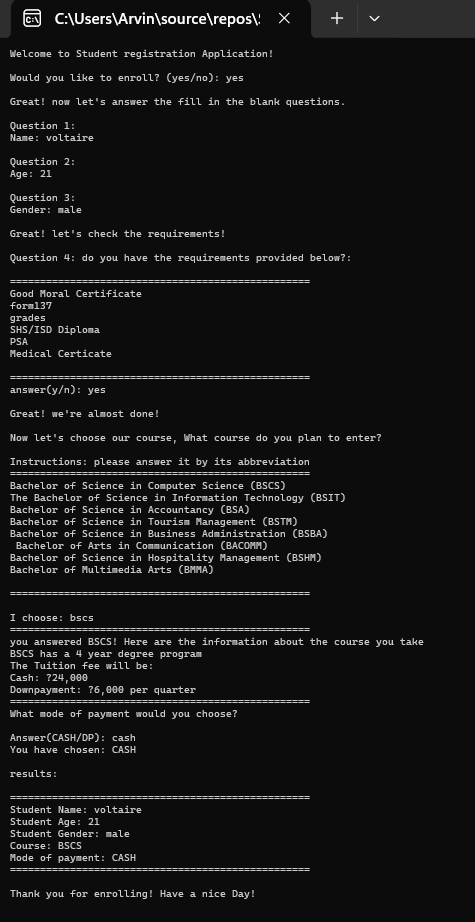 C:\Users\Arvin\source\repos\
Welcome to Student registration Application!
Would you like to enroll? (yes/no): yes
Great! now let's answer the fill in the blank questions.
Question 1:
Name: voltaire
Question 2:
Age: 21
Question 3:
Gender: male
Great! let's check the requirements!
Question 4: do you have the requirements provided below?:
==================================================
Good Moral Certificate
form137
grades
SHS/ISD Diploma
PSA
Medical Certicate
==================================================
answer(y/n): yes
Great! we're almost done!
Now let's choose our course, What course do you plan to enter?
Instructions: please answer it by its abbreviation
==================================================
Bachelor of Science in Computer Science (BSCS)
The Bachelor of Science in Information Technology (BSIT)
Bachelor of Science in Accountancy (BSA)
Bachelor of Science in Tourism Management (BSTM)
Bachelor of Science in Business Administration (BSBA)
Bachelor of Arts in Communication (BACOMM)
Bachelor of Science in Hospitality Management (BSHM)
Bachelor of Multimedia Arts (BMMA)
==================================================
I choose: bscs
==================================================
you answered BSCS! Here are the information about the course you take
BSCS has a 4 year degree program
The Tuition fee will be:
Cash: ?24,000
Downpayment: ?6,000 per quarter
==================================================
What mode of payment would you choose?
Answer(CASH/DP): cash
You have chosen: CASH
results:
==================================================
Student Name: voltaire
Student Age: 21
Student Gender: male
Course: BSCS
Mode of payment: CASH
==================================================
Thank you for enrolling! Have a nice Day!